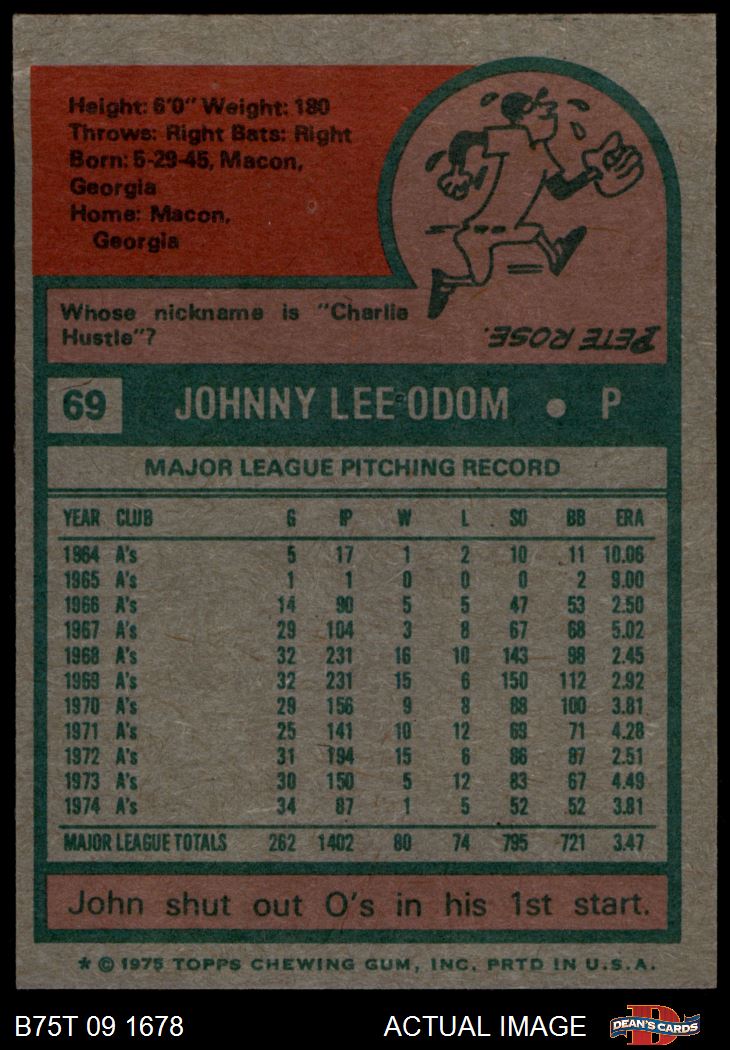 Height: 6'0" Weight: 180
Throws: Right Bats: Right
Born: 5-29-45, Macon,
Georgia
Home: Macon,
Georgia
Whose nickname is "Charlie
Hustle"?
PETE ROSE.
69 JOHNNY LEE ODOM • P
MAJOR LEAGUE PITCHING RECORD
YEAR CLUB G IP W L SO BB ERA
1964 A's 5 17 1 2 10 11 10.06
1965 A's 1 1 0 0 0 2 9.00
1966 A's 14 90 5 5 47 53 2.50
1967 A's 29 104 3 8 67 68 5.02
1968 A's 32 231 16 10 143 98 2.45
1969 A's 32 231 15 6 150 112 2.92
1970 A's 29 156 9 8 88 100 3.81
1971 A's 25 141 10 12 69 71 4.28
1972 A's 31 194 15 6 86 87 2.51
1973 A's 30 150 5 12 83 67 4.49
1974 A's 34 87 1 5 52 52 3.81
MAJOR LEAGUE TOTALS 262 1402 80 74 795 721 3.47
John shut out O's in his 1st start.
* © 1975 TOPPS CHEWING GUM, INC. PRTD IN U.S.A.
B75T 09 1678 ACTUAL IMAGE D DEAN'S CARDS